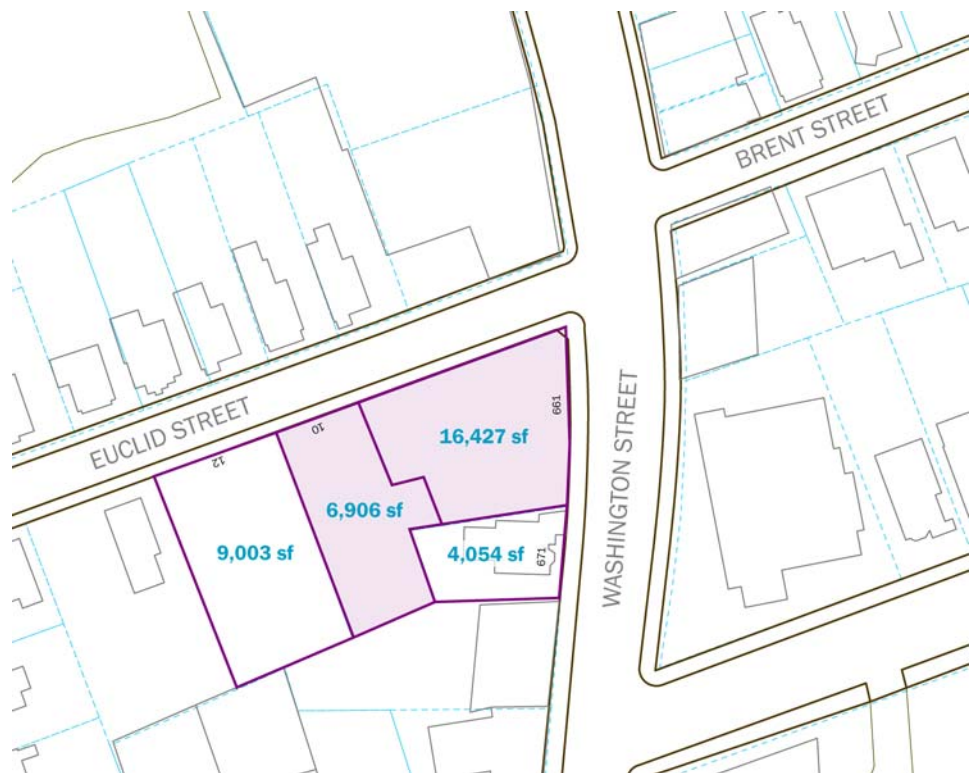 BRENT STREET
EUCLID STREET
WASHINGTON STREET
661
16,427 sf
10
12
6,906 sf
9,003 sf
4,054 sf
671